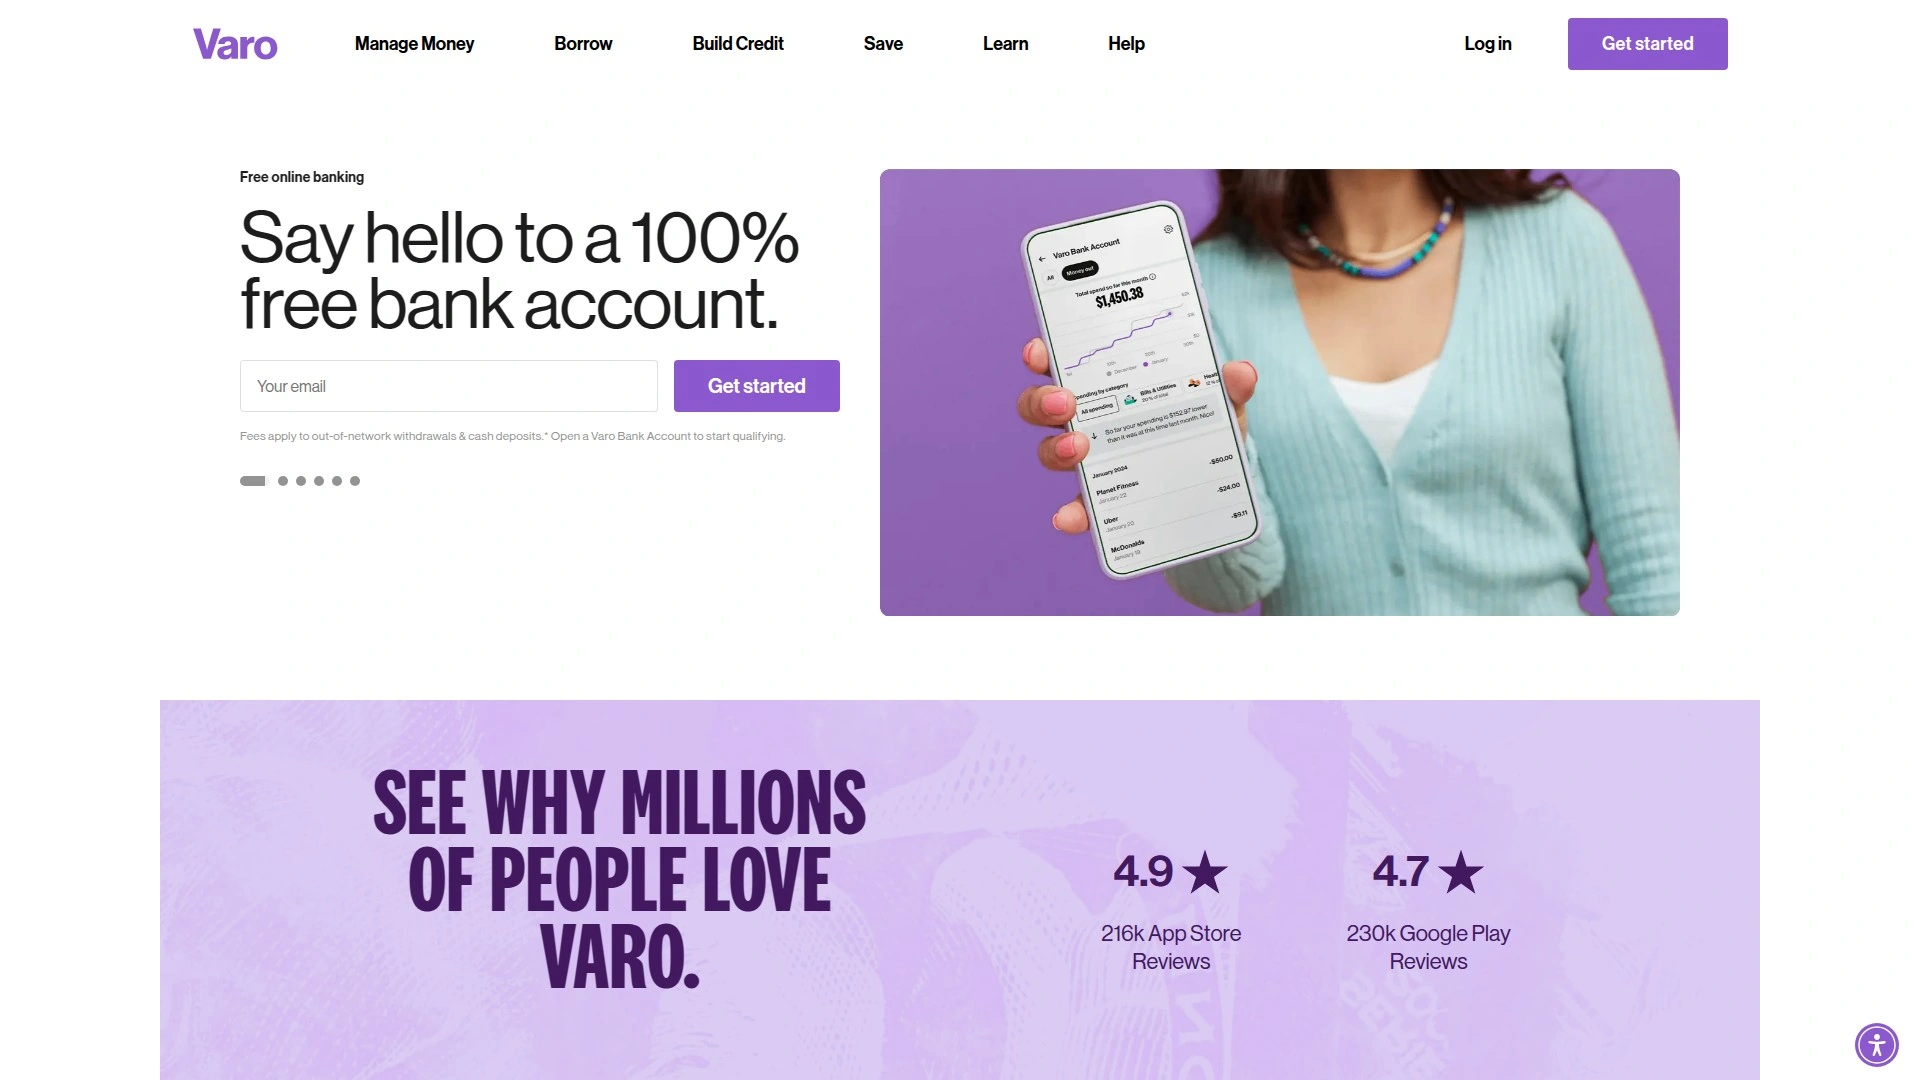 Varo
Manage Money
Borrow
Build Credit
Save
Learn
Help
Log in
Get started
Free online banking
Say hello to a 100%
free bank account.
Your email
Get started
Fees apply to out-of-network withdrawals & cash deposits.* Open a Varo Bank Account to start qualifying.
Varo Bank Account
All
Money out
Total spend so far this month
$1,450.38
December
January
Spending by category
All spending
Bills & Utilities
20% of total
So far your spending is $152.97 lower
than it was at this time last month. Nice!
January 2024
Planet Fitness
January 22
-$50.00
Uber
January 20
-$24.00
McDonalds
January 19
-$9.11
SEE WHY MILLIONS
OF PEOPLE LOVE
VARO.
4.9
216k App Store
Reviews
4.7
230k Google Play
Reviews